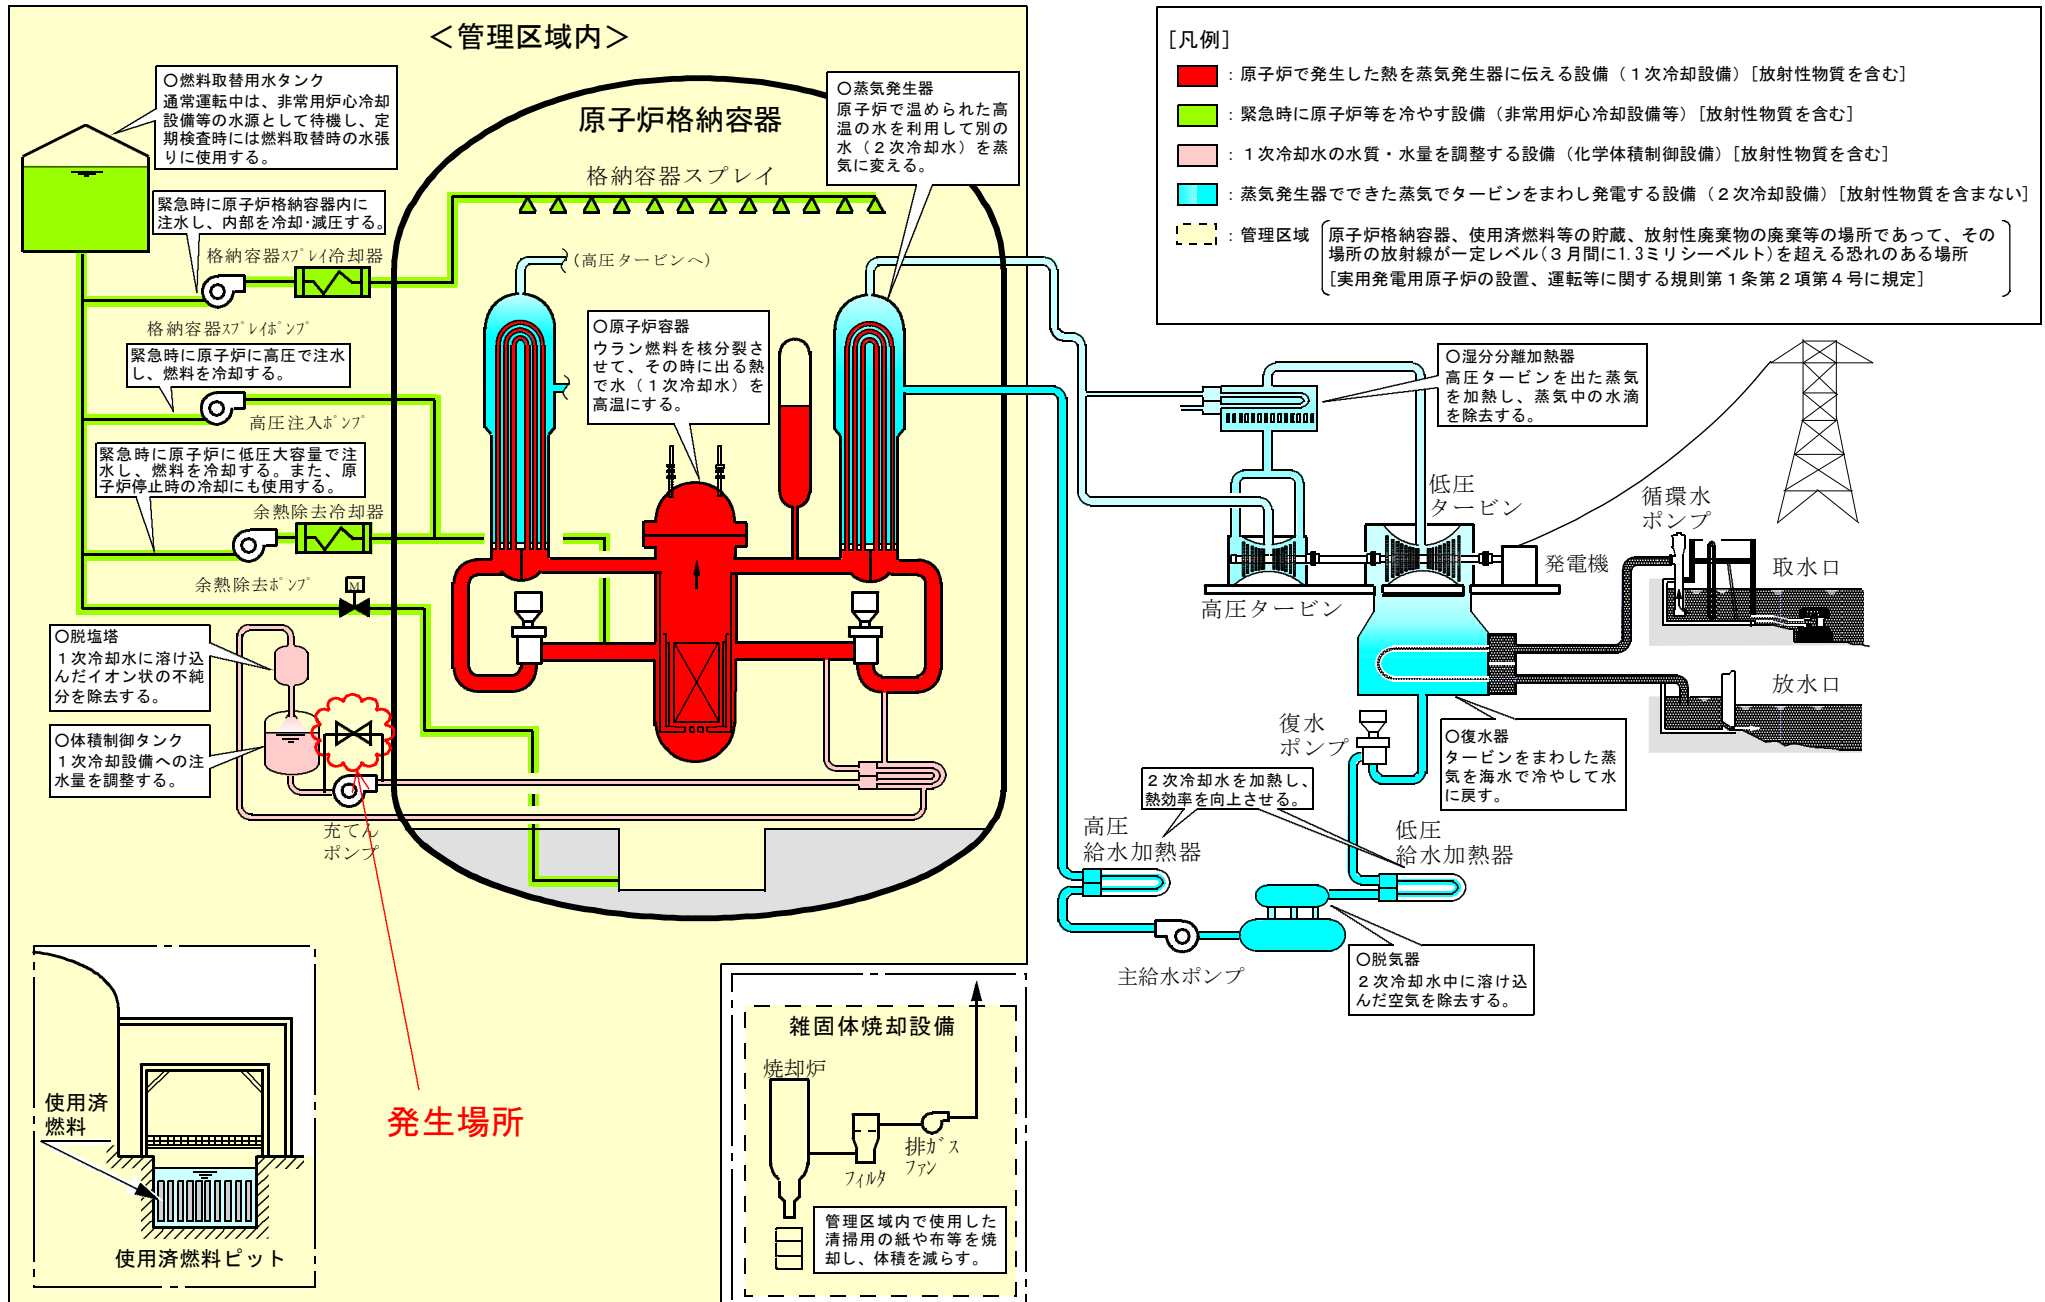 ＜管理区域内＞
○燃料取替用水タンク
通常運転中は、非常用炉心冷却
設備等の水源として待機し、定
期検査時には燃料取替時の水張
りに使用する。
原子炉格納容器
○蒸気発生器
原子炉で温められた高
温の水を利用して別の
水（２次冷却水）を蒸
気に変える。
格納容器スプレイ
緊急時に原子炉格納容器内に
注水し、内部を冷却･減圧する。
格納容器ｽﾌﾟﾚｲ冷却器
（高圧タービンへ）
格納容器ｽﾌﾟﾚｲﾎﾟﾝﾌﾟ
○原子炉容器
ウラン燃料を核分裂さ
せて、その時に出る熱
で水（１次冷却水）を
高温にする。
緊急時に原子炉に高圧で注水
し、燃料を冷却する。
高圧注入ﾎﾟﾝﾌﾟ
緊急時に原子炉に低圧大容量で注
水し、燃料を冷却する。また、原
子炉停止時の冷却にも使用する。
余熱除去冷却器
余熱除去ﾎﾟﾝﾌﾟ
M
○脱塩塔
１次冷却水に溶け込
んだイオン状の不純
分を除去する。
○体積制御タンク
１次冷却設備への注
水量を調整する。
充てん
ポンプ
発生場所
使用済
燃料
使用済燃料ピット
雑固体焼却設備
焼却炉
フィルタ
排ｶﾞｽ
ﾌｧﾝ
管理区域内で使用した
清掃用の紙や布等を焼
却し、体積を減らす。
［凡例］
：原子炉で発生した熱を蒸気発生器に伝える設備（１次冷却設備）［放射性物質を含む］
：緊急時に原子炉等を冷やす設備（非常用炉心冷却設備等）［放射性物質を含む］
：１次冷却水の水質・水量を調整する設備（化学体積制御設備）［放射性物質を含む］
：蒸気発生器でできた蒸気でタービンをまわし発電する設備（２次冷却設備）［放射性物質を含まない］
：管理区域
原子炉格納容器、使用済燃料等の貯蔵、放射性廃棄物の廃棄等の場所であって、その
場所の放射線が一定レベル(３月間に1.3ミリシーベルト)を超える恐れのある場所
［実用発電用原子炉の設置、運転等に関する規則第１条第２項第４号に規定］
○湿分分離加熱器
高圧タービンを出た蒸気
を加熱し、蒸気中の水滴
を除去する。
低圧
タービン
循環水
ポンプ
発電機
取水口
高圧タービン
放水口
復水
ポンプ
○復水器
タービンをまわした蒸
気を海水で冷やして水
に戻す。
２次冷却水を加熱し、
熱効率を向上させる。
高圧
給水加熱器
低圧
給水加熱器
主給水ポンプ
○脱気器
２次冷却水中に溶け込
んだ空気を除去する。